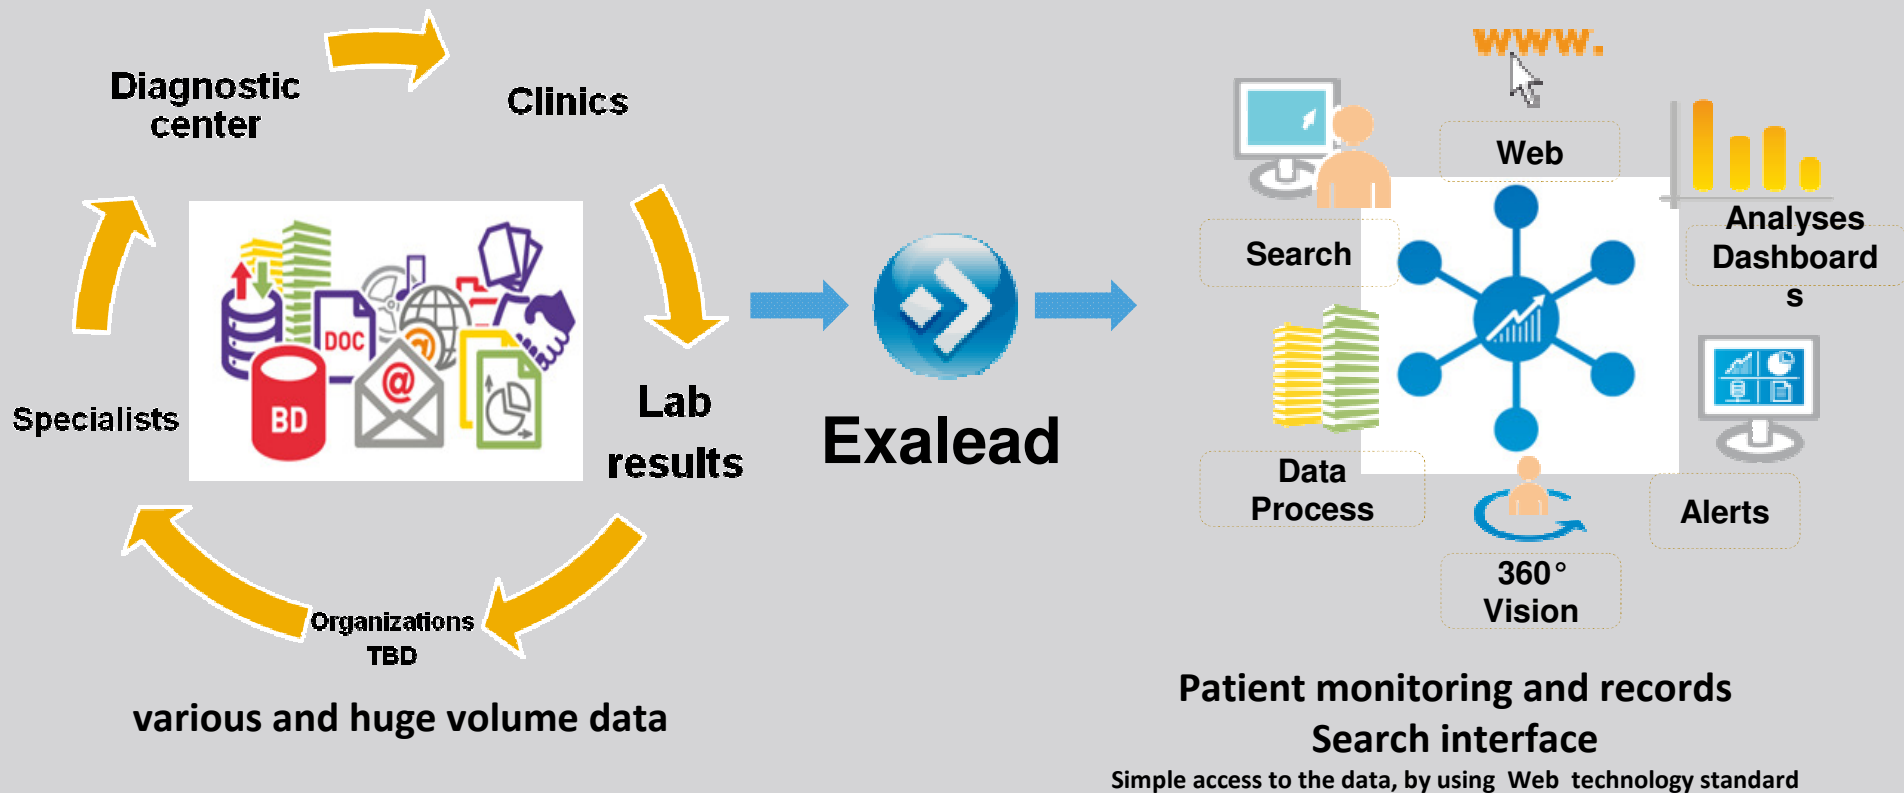 Diagnostic
center
Clinics
Specialists
DOC
@
@
BD
Lab
results
Organizations
TBD
various and huge volume data
Exalead
www.
Web
Search
Analyses
Dashboard
s
Data
Process
Alerts
360°
Vision
Patient monitoring and records
Search interface
Simple access to the data, by using Web technology standard